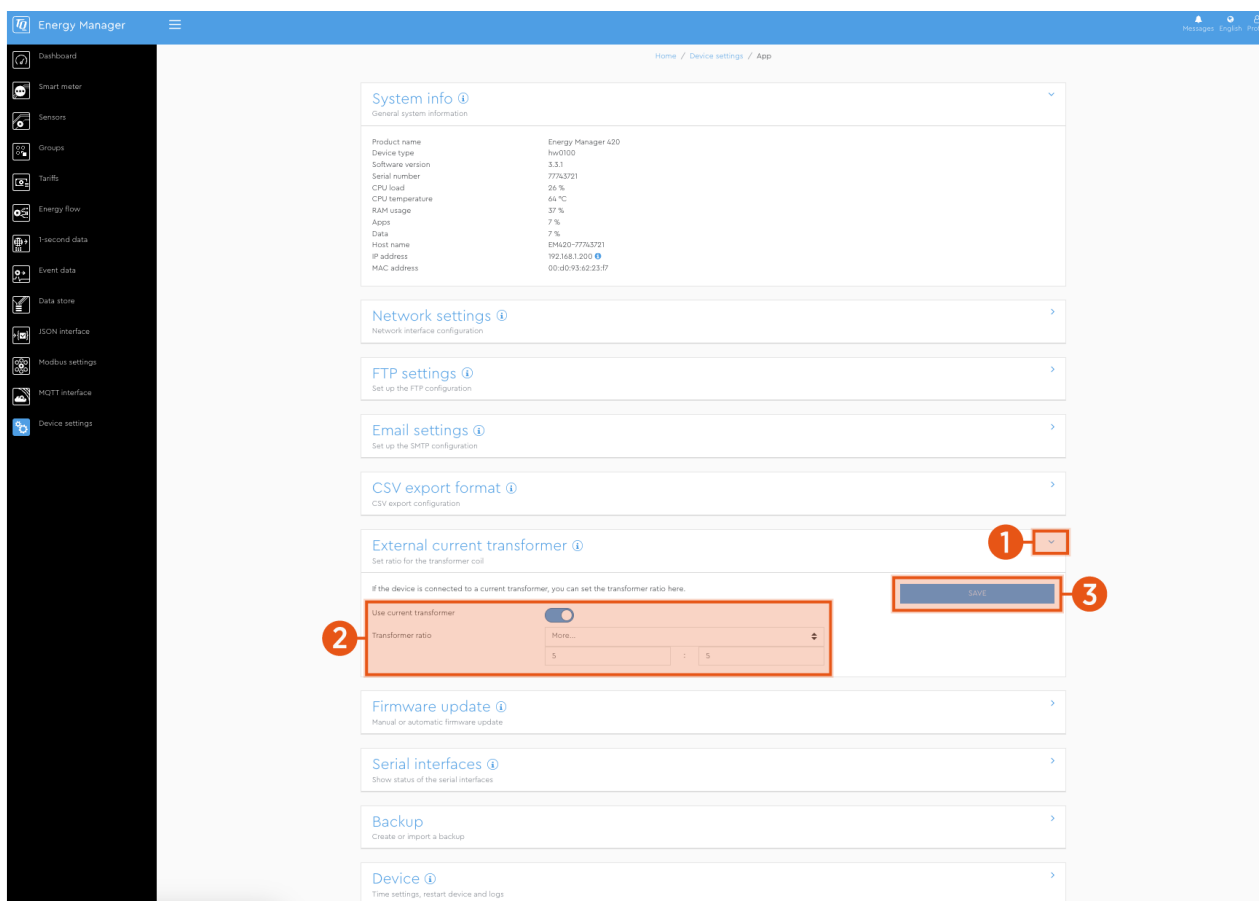 TQ Energy Manager
Messages English
Dashboard
Smart meter
Sensors
Groups
Tariffs
Energy flow
1-second data
Event data
Data store
JSON interface
Modbus settings
MQTT interface
Device settings
Home / Device settings / App
System info
General system information
Product name Energy Manager 420
Device type hw0100
Software version 3.3.1
Serial number 77743721
CPU load 26 %
CPU temperature 64 °C
RAM usage 37 %
Apps 7 %
Data 7 %
Host name EM420-77743721
IP address 192.168.1.200
MAC address 00:d0:93:62:23:f7
Network settings
Network interface configuration
FTP settings
Set up the FTP configuration
Email settings
Set up the SMTP configuration
CSV export format
CSV export configuration
External current transformer
Set ratio for the transformer coil
1
If the device is connected to a current transformer, you can set the transformer ratio here.
SAVE
3
Use current transformer
2
Transformer ratio More...
5 : 5
Firmware update
Manual or automatic firmware update
Serial interfaces
Show status of the serial interfaces
Backup
Create or import a backup
Device
Time settings, restart device and logs